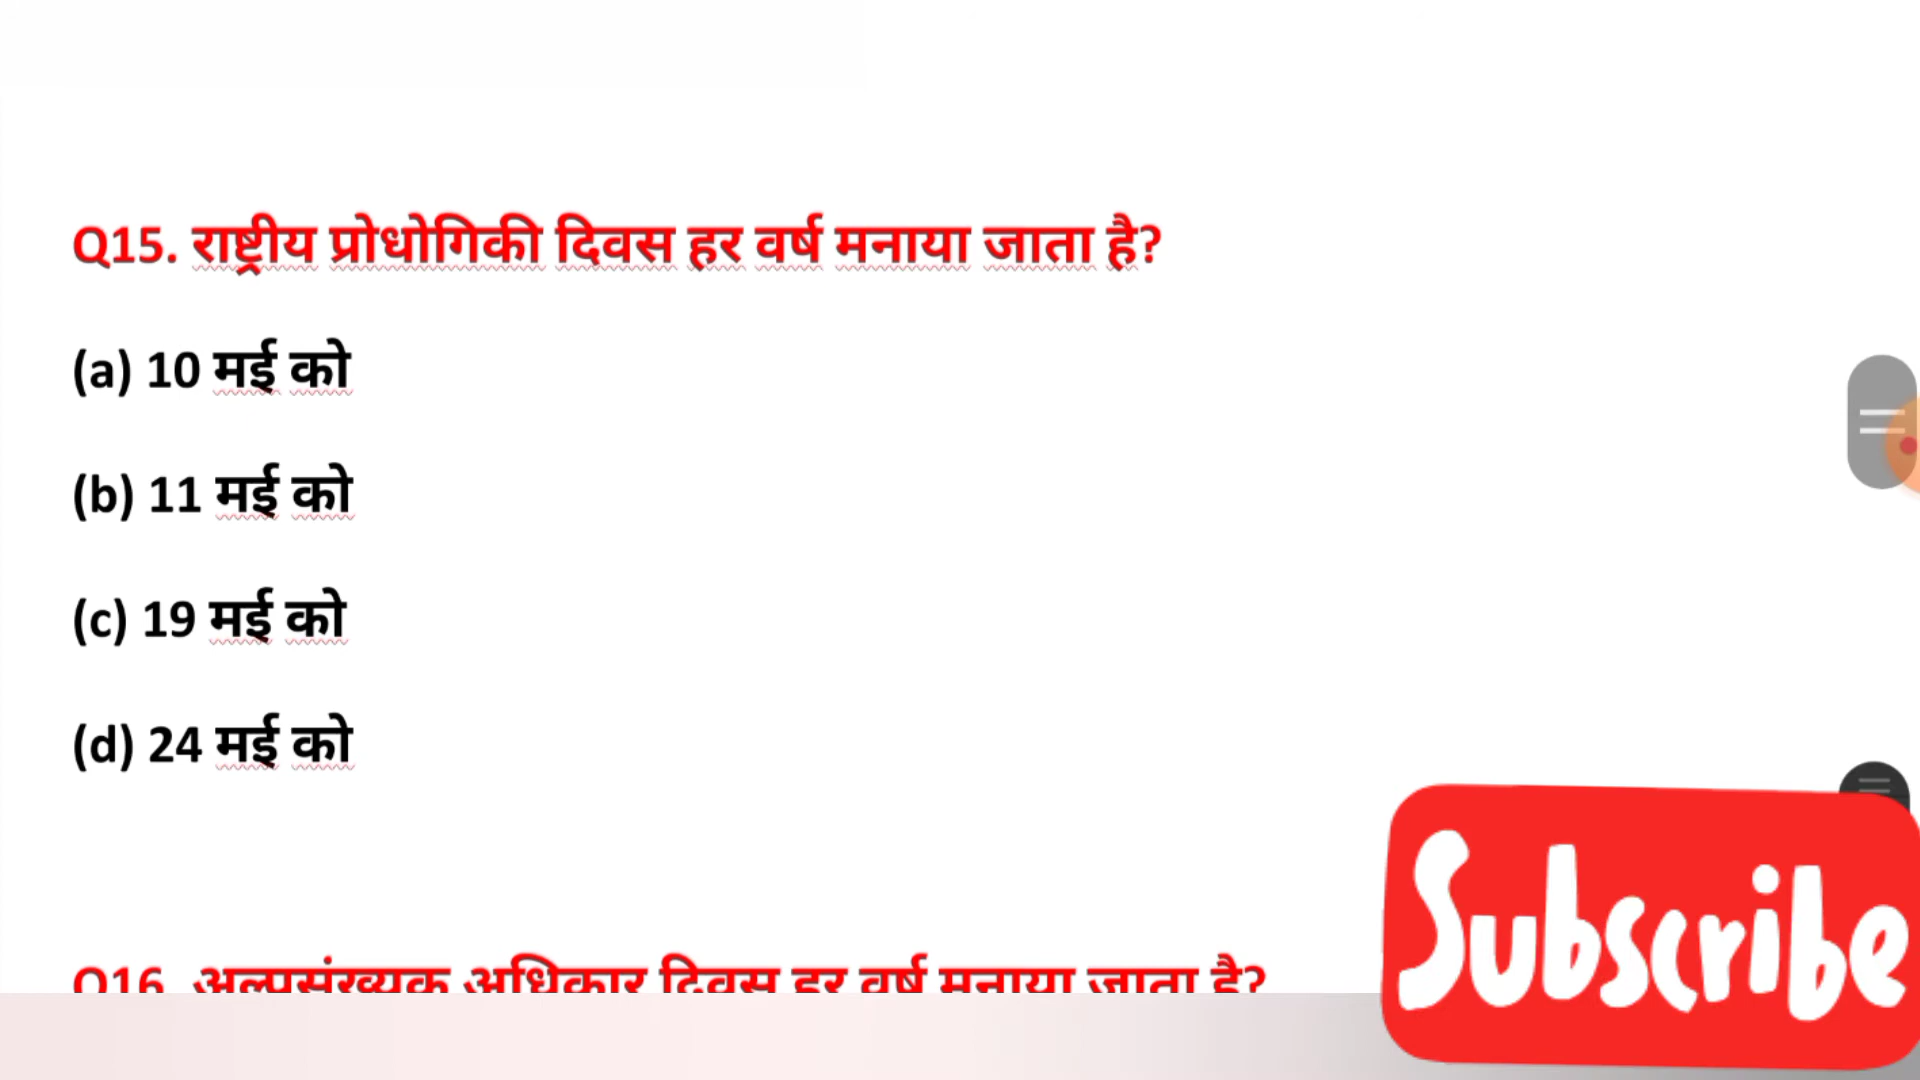 Q15. राष्ट्रीय प्रोधोगिकी दिवस हर वर्ष मनाया जाता है?
(a) 10 मई को
(b) 11 मई को
(c) 19 मई को
(d) 24 मई को
Q16. अल्पसंख्यक अधिकार दिवस हर वर्ष मनाया जाता है?
Subscribe